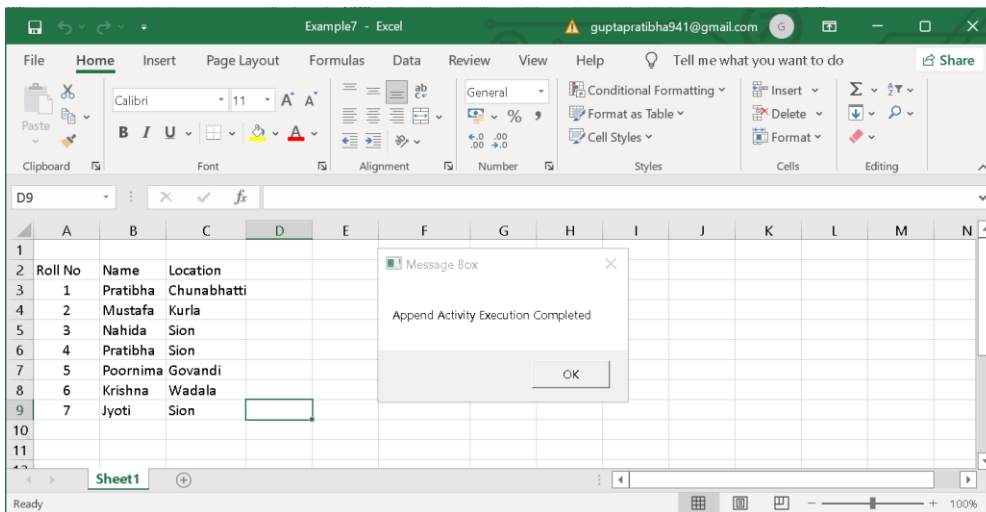 Example7 - Excel
guptapratibha941@gmail.com
G
File Home Insert Page Layout Formulas Data Review View Help Tell me what you want to do Share
Paste
Calibri 11 A A General Conditional Formatting Insert
ab
B I U A % Format as Table Delete
.00 .00 Cell Styles Format
Clipboard Font Alignment Number Styles Cells Editing
D9 fx
A B C D E F G H I J K L M N
1
2 Roll No Name Location
3 1 Pratibha Chunabhatti
4 2 Mustafa Kurla
5 3 Nahida Sion
6 4 Pratibha Sion
7 5 Poornima Govandi
8 6 Krishna Wadala
9 7 Jyoti Sion
10
11
Message Box
Append Activity Execution Completed
OK
Sheet1
Ready 100%